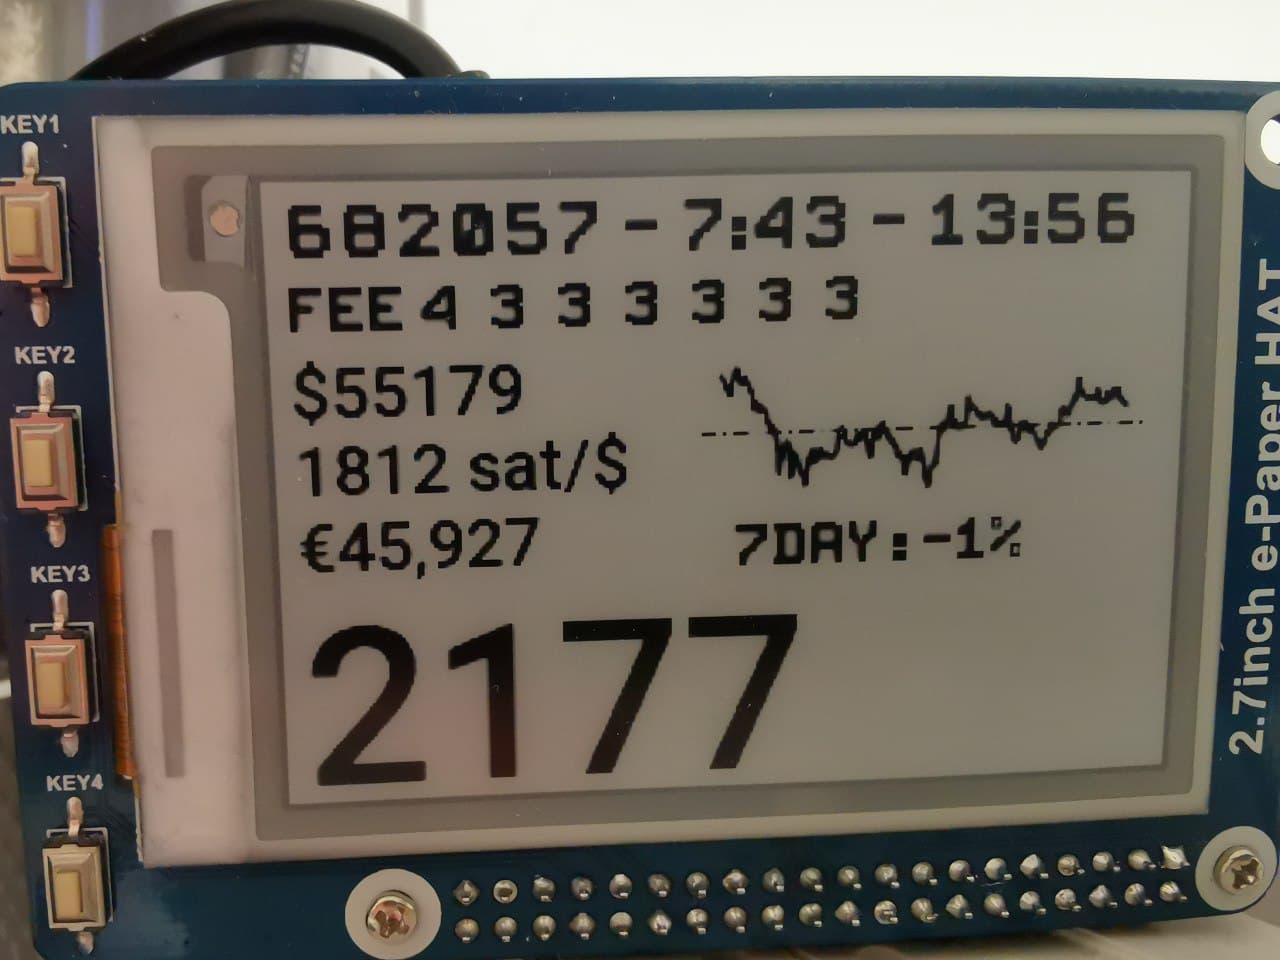 KEY1
682057 - 7:43 - 13:56
FEE 4 3 3 3 3 3 3
KEY2
$55179
1812 sat/$
€45,927
7DAY:-1%
KEY3
2177
KEY4
2.7inch e-Paper HAT